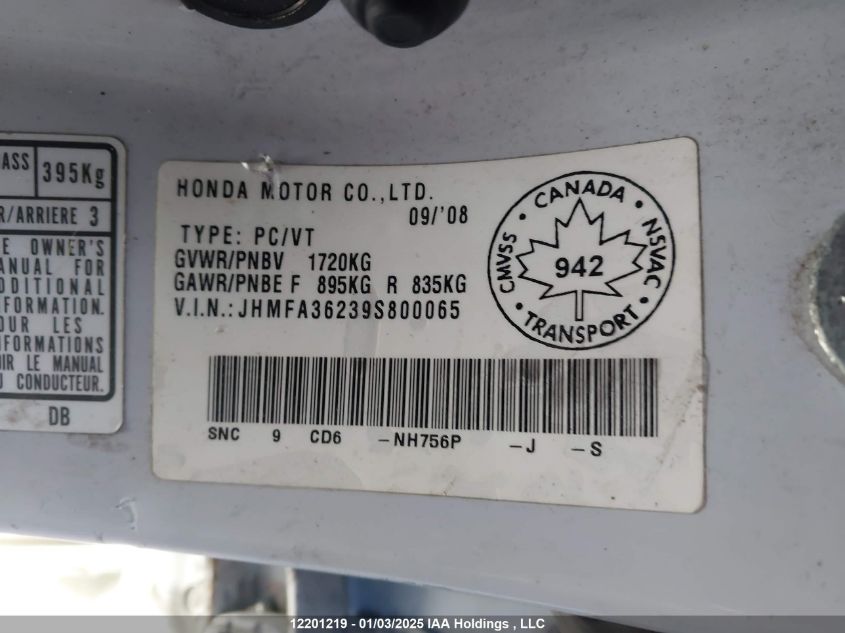 ASS 395Kg
R/ARRIERE 3
E OWNER'S
ANUAL FOR
DDITIONAL
FORMATION.
OUR LES
NFORMATIONS
IR LE MANUAL
U CONDUCTEUR.
DB
HONDA MOTOR CO.,LTD.
09/'08
TYPE: PC/VT
GVWR/PNBV 1720KG
GAWR/PNBE F 895KG R 835KG
V.I.N.:JHMFA36239S800065
CANADA
CMVSS
NSVAC
942
TRANSPORT
SNC 9 CD6 -NH756P -J -S
12201219 - 01/03/2025 IAA Holdings , LLC